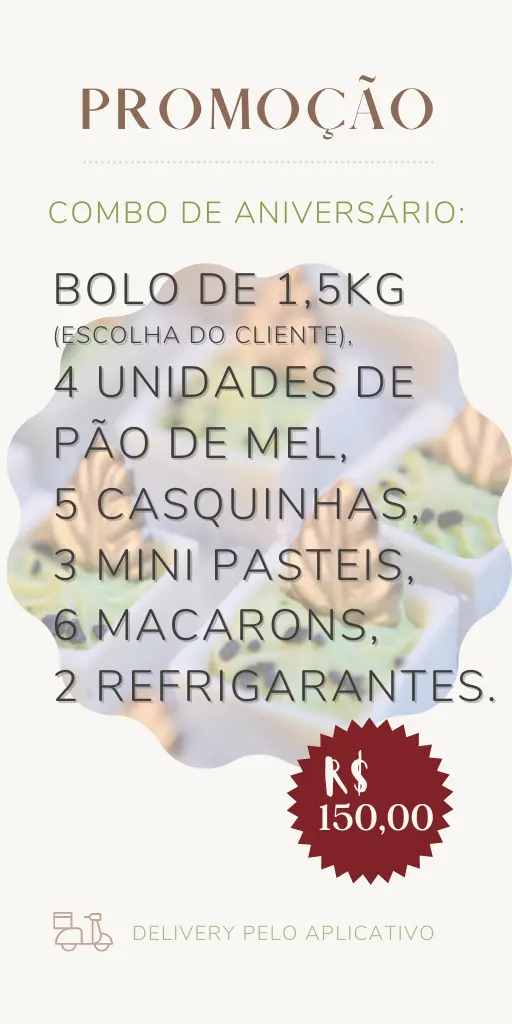 PROMOÇÃO
COMBO DE ANIVERSÁRIO:
BOLO DE 1,5KG
(ESCOLHA DO CLIENTE),
4 UNIDADES DE
PÃO DE MEL,
5 CASQUINHAS,
3 MINI PASTEIS,
6 MACARONS,
2 REFRIGARANTES.
R$
150,00
DELIVERY PELO APLICATIVO